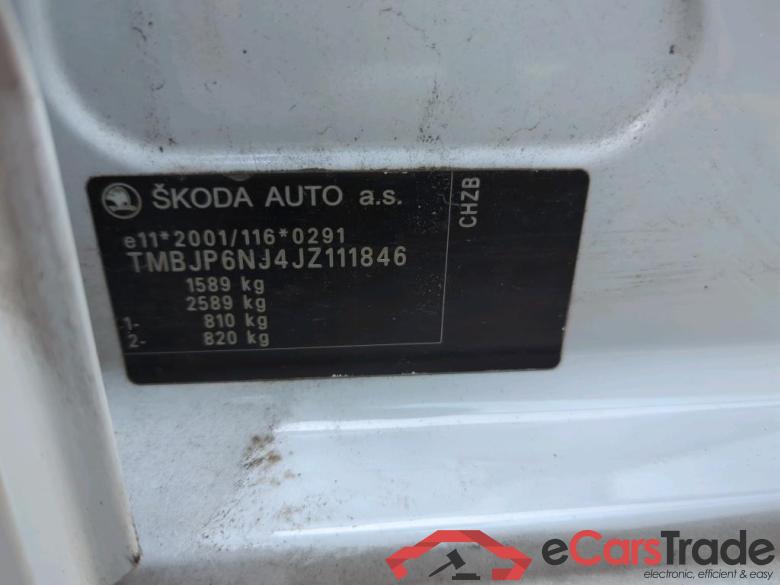 ŠKODA AUTO a.s.
CHZB
e11*2001/116*0291
TMBJP6NJ4JZ111846
1589 kg
2589 kg
1- 810 kg
2- 820 kg
eCarsTrade
electronic, efficient & easy